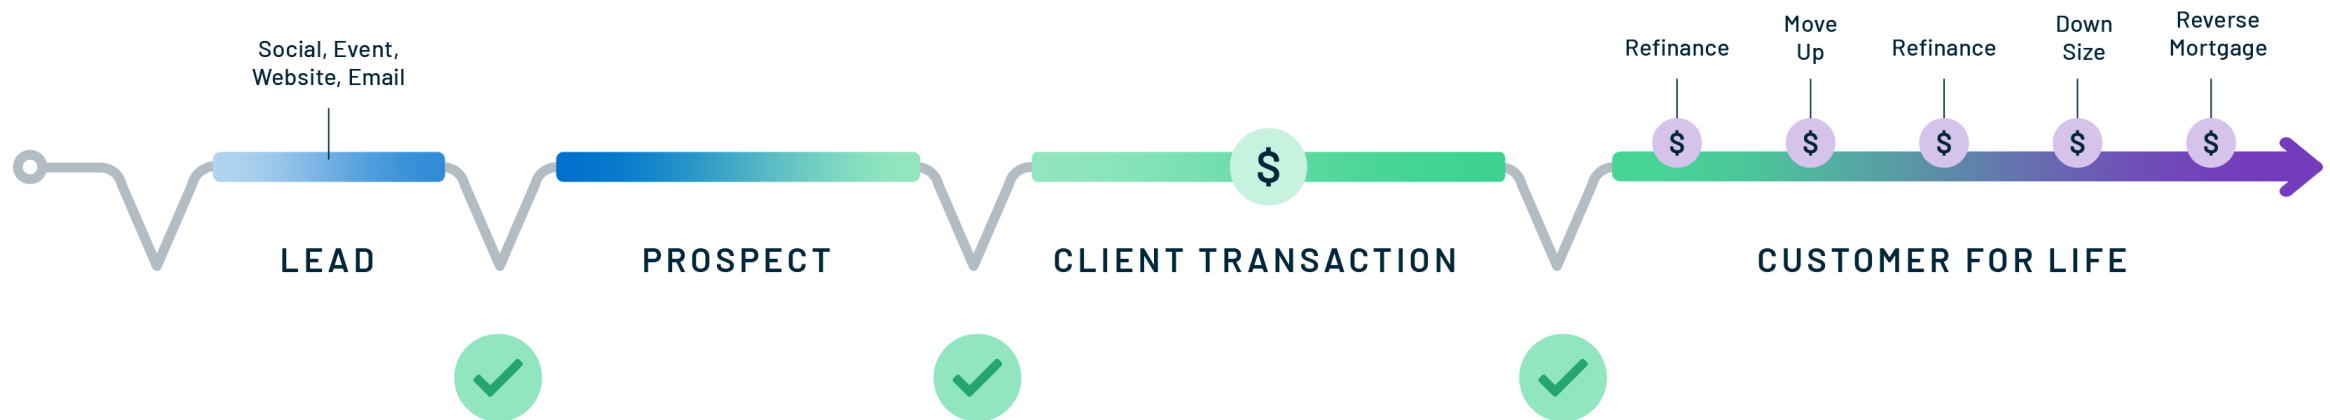 Social, Event,
Website, Email
LEAD
PROSPECT
$
CLIENT TRANSACTION
Refinance
$
Move
Up
$
Refinance
$
Down
Size
$
Reverse
Mortgage
$
CUSTOMER FOR LIFE